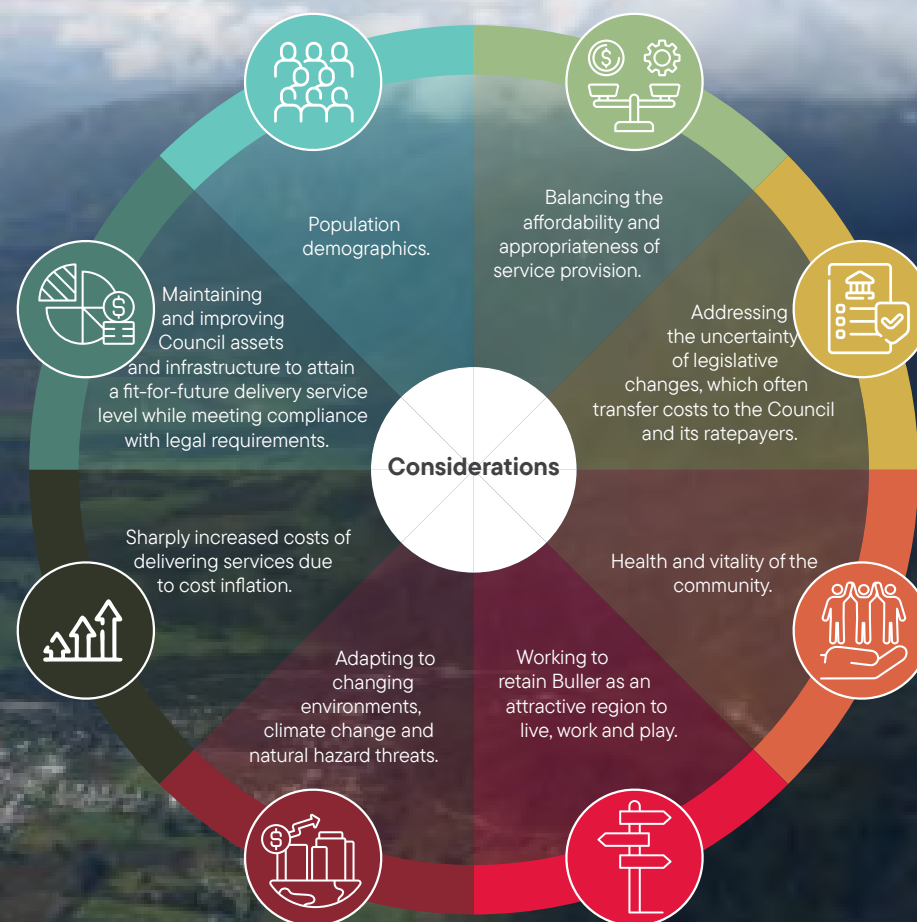 Population
demographics.
Balancing the
affordability and
appropriateness of
service provision.
Addressing
the uncertainty
of legislative
changes, which often
transfer costs to the Council
and its ratepayers.
Health and vitality of the
community.
Working to
retain Buller as an
attractive region to
live, work and play.
Adapting to
changing
environments,
climate change and
natural hazard threats.
Sharply increased costs of
delivering services due
to cost inflation.
Maintaining
and improving
Council assets
and infrastructure to attain
a fit-for-future delivery service
level while meeting compliance
with legal requirements.
Considerations
$
$
$